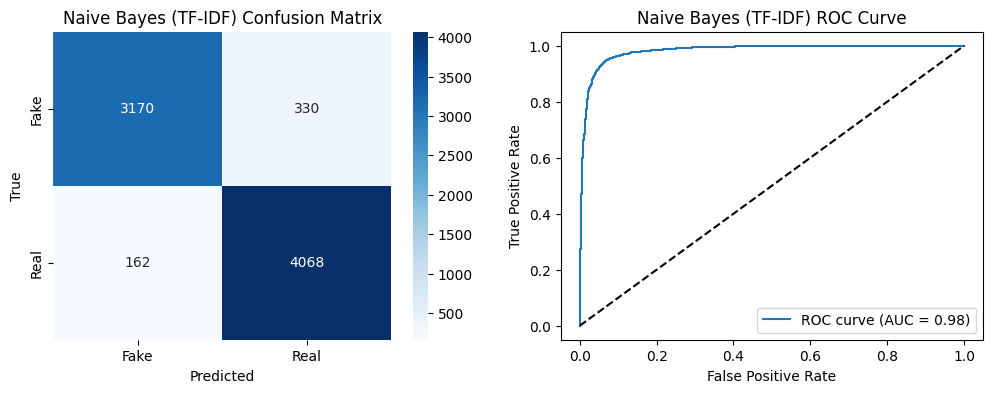 Naive Bayes (TF-IDF) Confusion Matrix
Fake
Real
True
3170
330
162
4068
Fake
Real
Predicted
4000
3500
3000
2500
2000
1500
1000
500
Naive Bayes (TF-IDF) ROC Curve
True Positive Rate
1.0
0.8
0.6
0.4
0.2
0.0
ROC curve (AUC = 0.98)
0.0
0.2
0.4
0.6
0.8
1.0
False Positive Rate